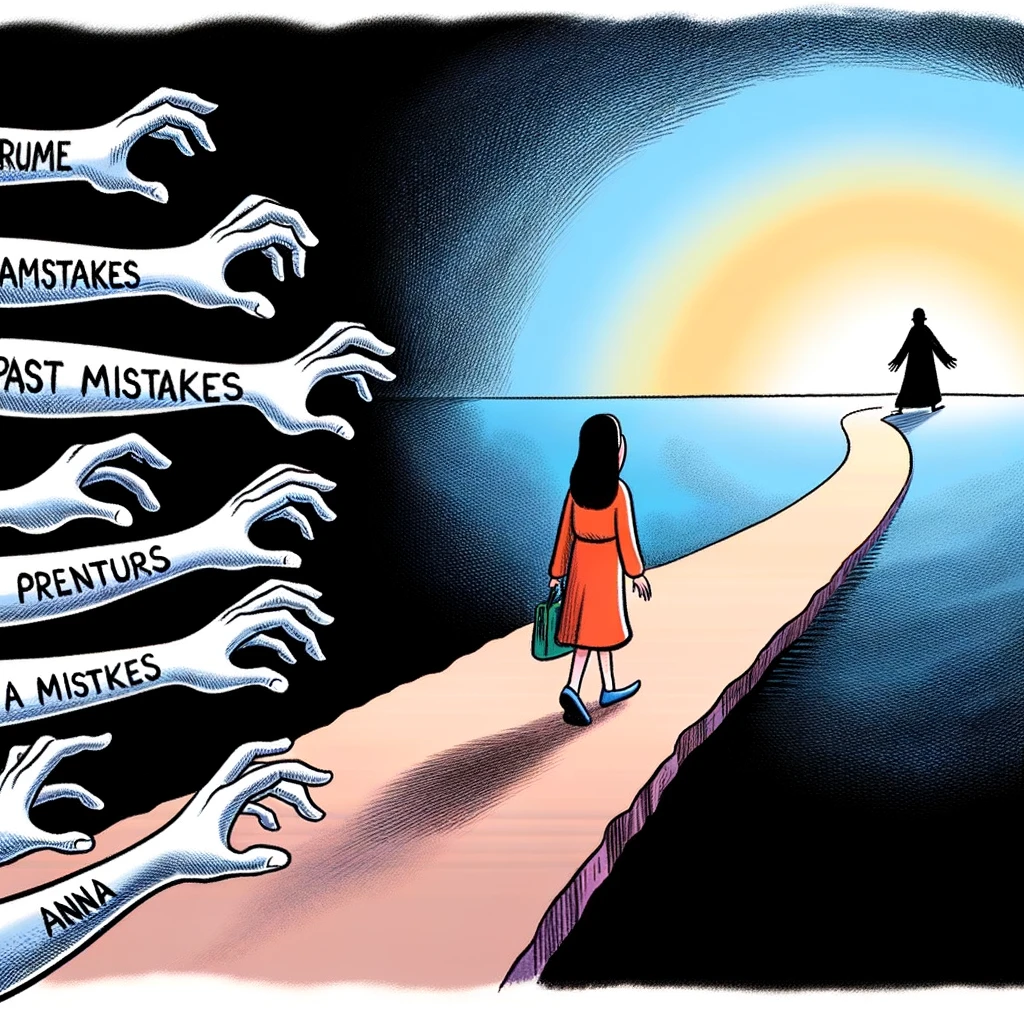 RUME
AMSTAKES
PAST MISTAKES
PRENTURS
A MISTKES
ANNA